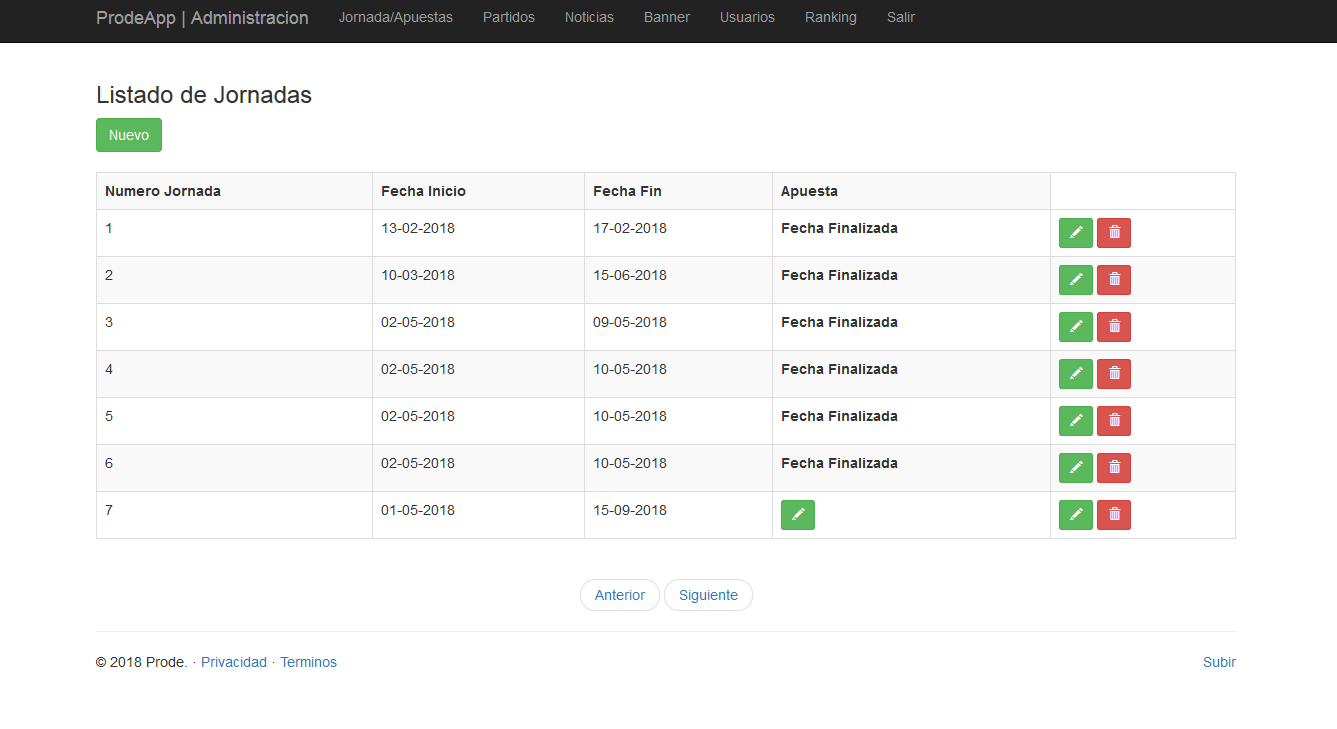 ProdeApp | Administracion Jornada/Apuestas Partidos Noticias Banner Usuarios Ranking Salir
Listado de Jornadas
Nuevo
Numero Jornada Fecha Inicio Fecha Fin Apuesta
1 13-02-2018 17-02-2018 Fecha Finalizada
2 10-03-2018 15-06-2018 Fecha Finalizada
3 02-05-2018 09-05-2018 Fecha Finalizada
4 02-05-2018 10-05-2018 Fecha Finalizada
5 02-05-2018 10-05-2018 Fecha Finalizada
6 02-05-2018 10-05-2018 Fecha Finalizada
7 01-05-2018 15-09-2018
Anterior Siguiente
© 2018 Prode. · Privacidad · Terminos Subir